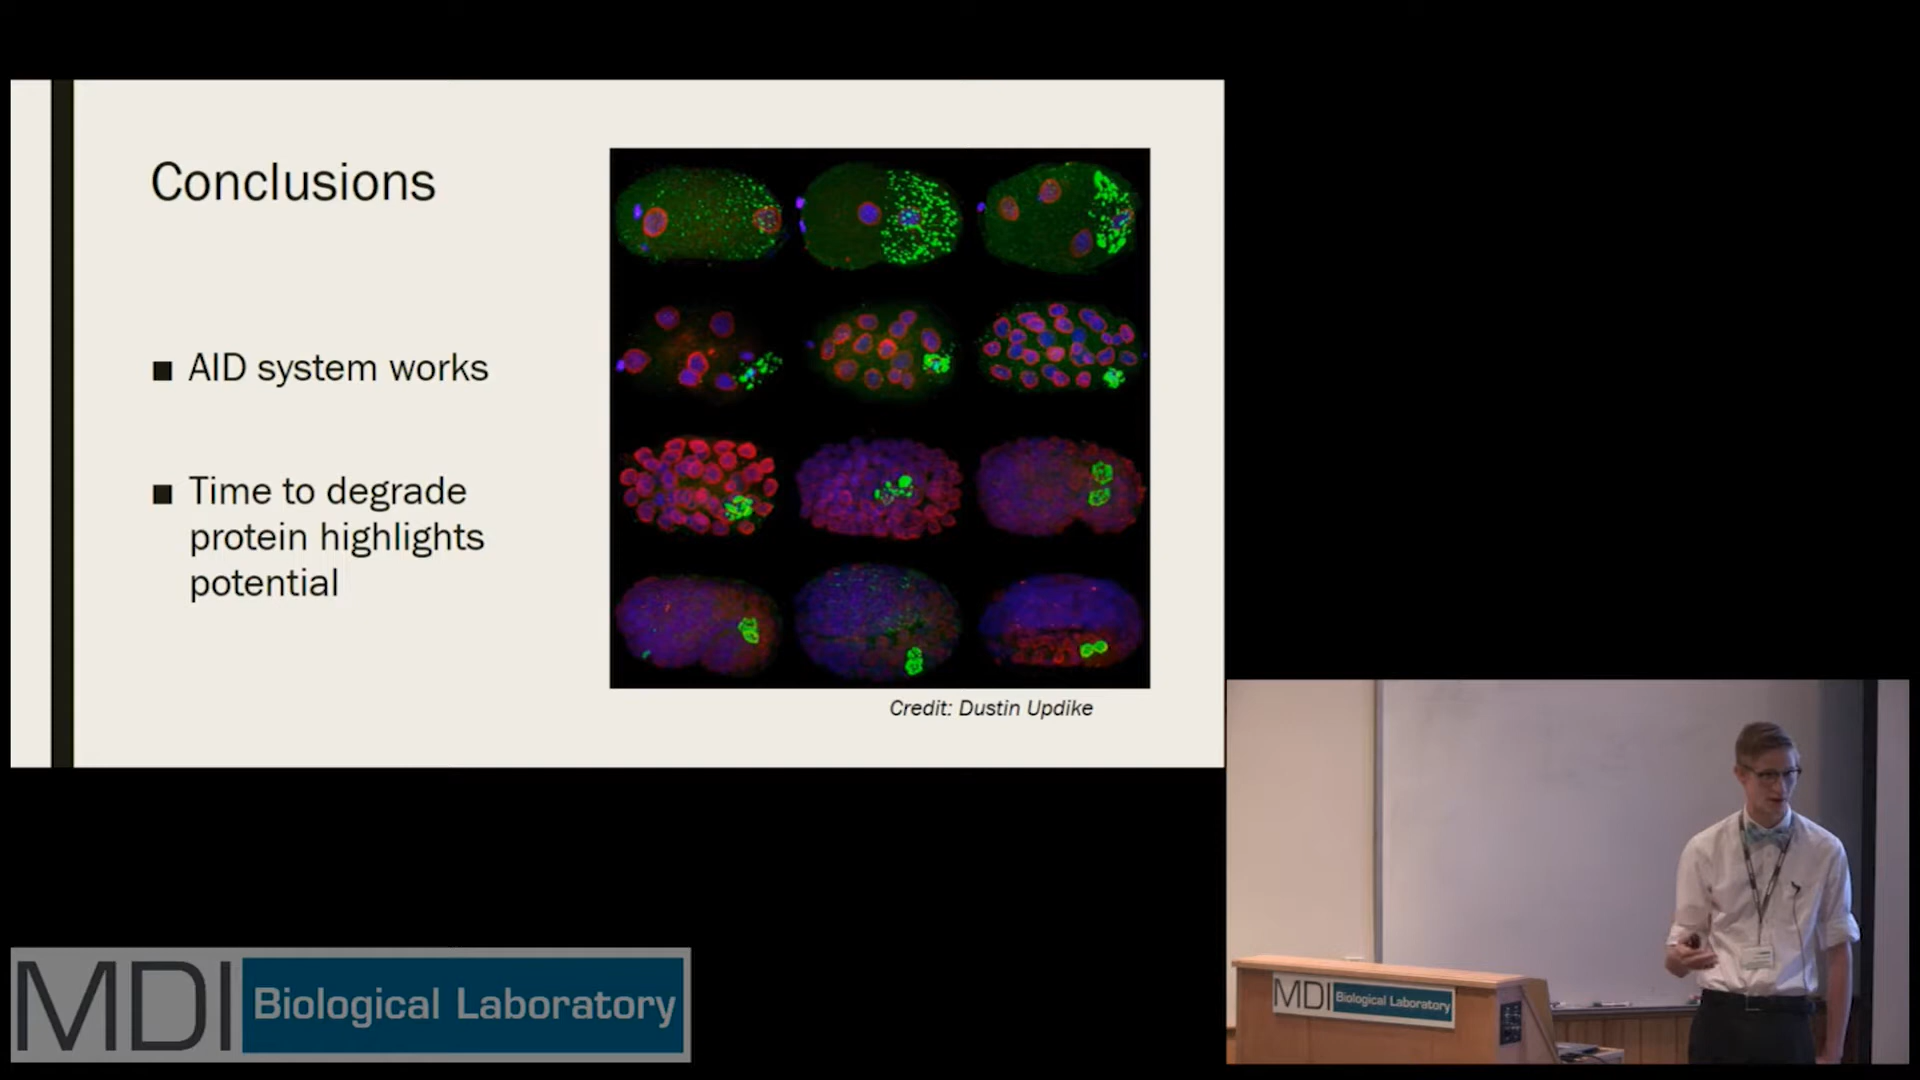 Conclusions
■ AID system works
■ Time to degrade
protein highlights
potential
Credit: Dustin Updike
MDI Biological Laboratory
MDI Biological Laboratory